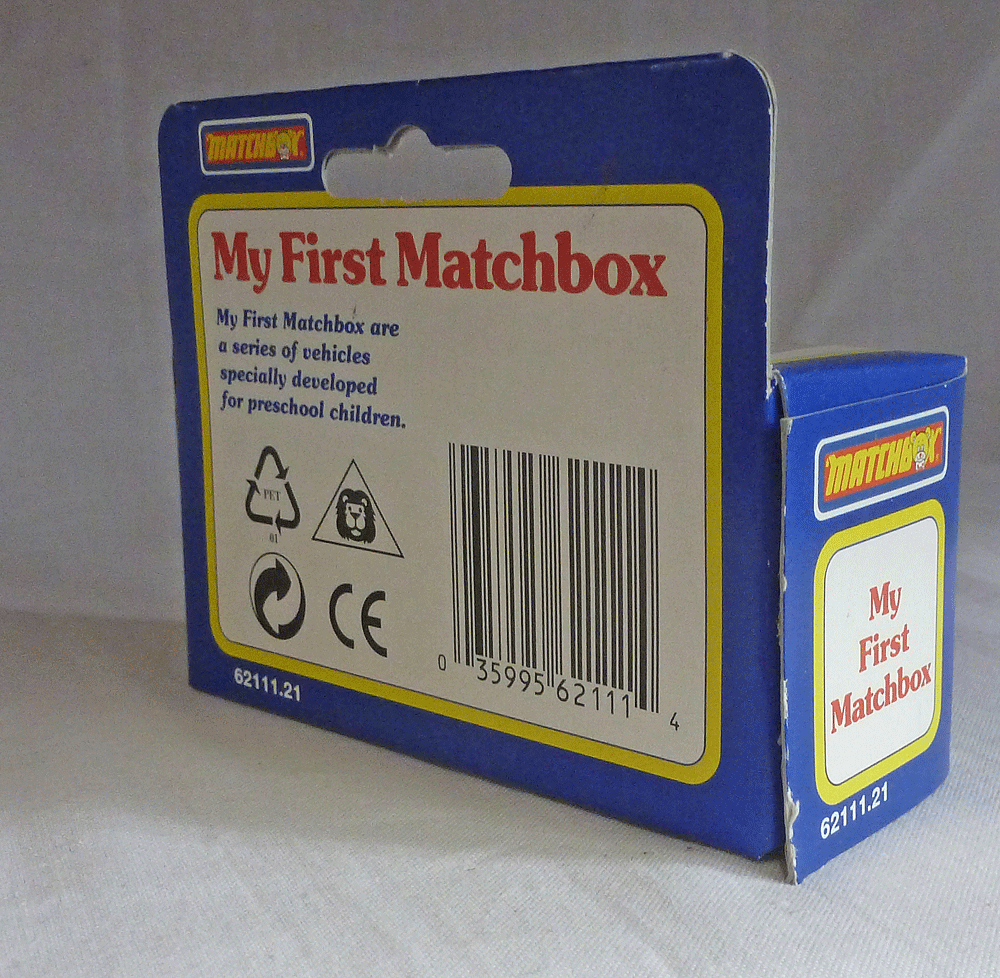 MATCHBOX
My First Matchbox
My First Matchbox are
a series of vehicles
specially developed
for preschool children.
PET
01
CE
0 35995 62111 4
62111.21
MATCHBOX
My
First
Matchbox
62111.21